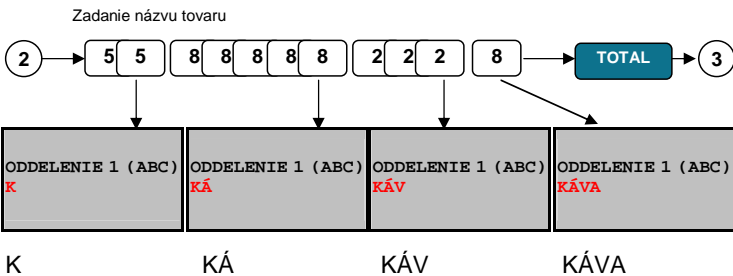 Zadanie názvu tovaru
2 5 5 8 8 8 8 8 2 2 2 8 TOTAL 3
ODDELENIE 1 (ABC) ODDELENIE 1 (ABC) ODDELENIE 1 (ABC) ODDELENIE 1 (ABC)
K KÁ KÁV KÁVA
K KÁ KÁV KÁVA